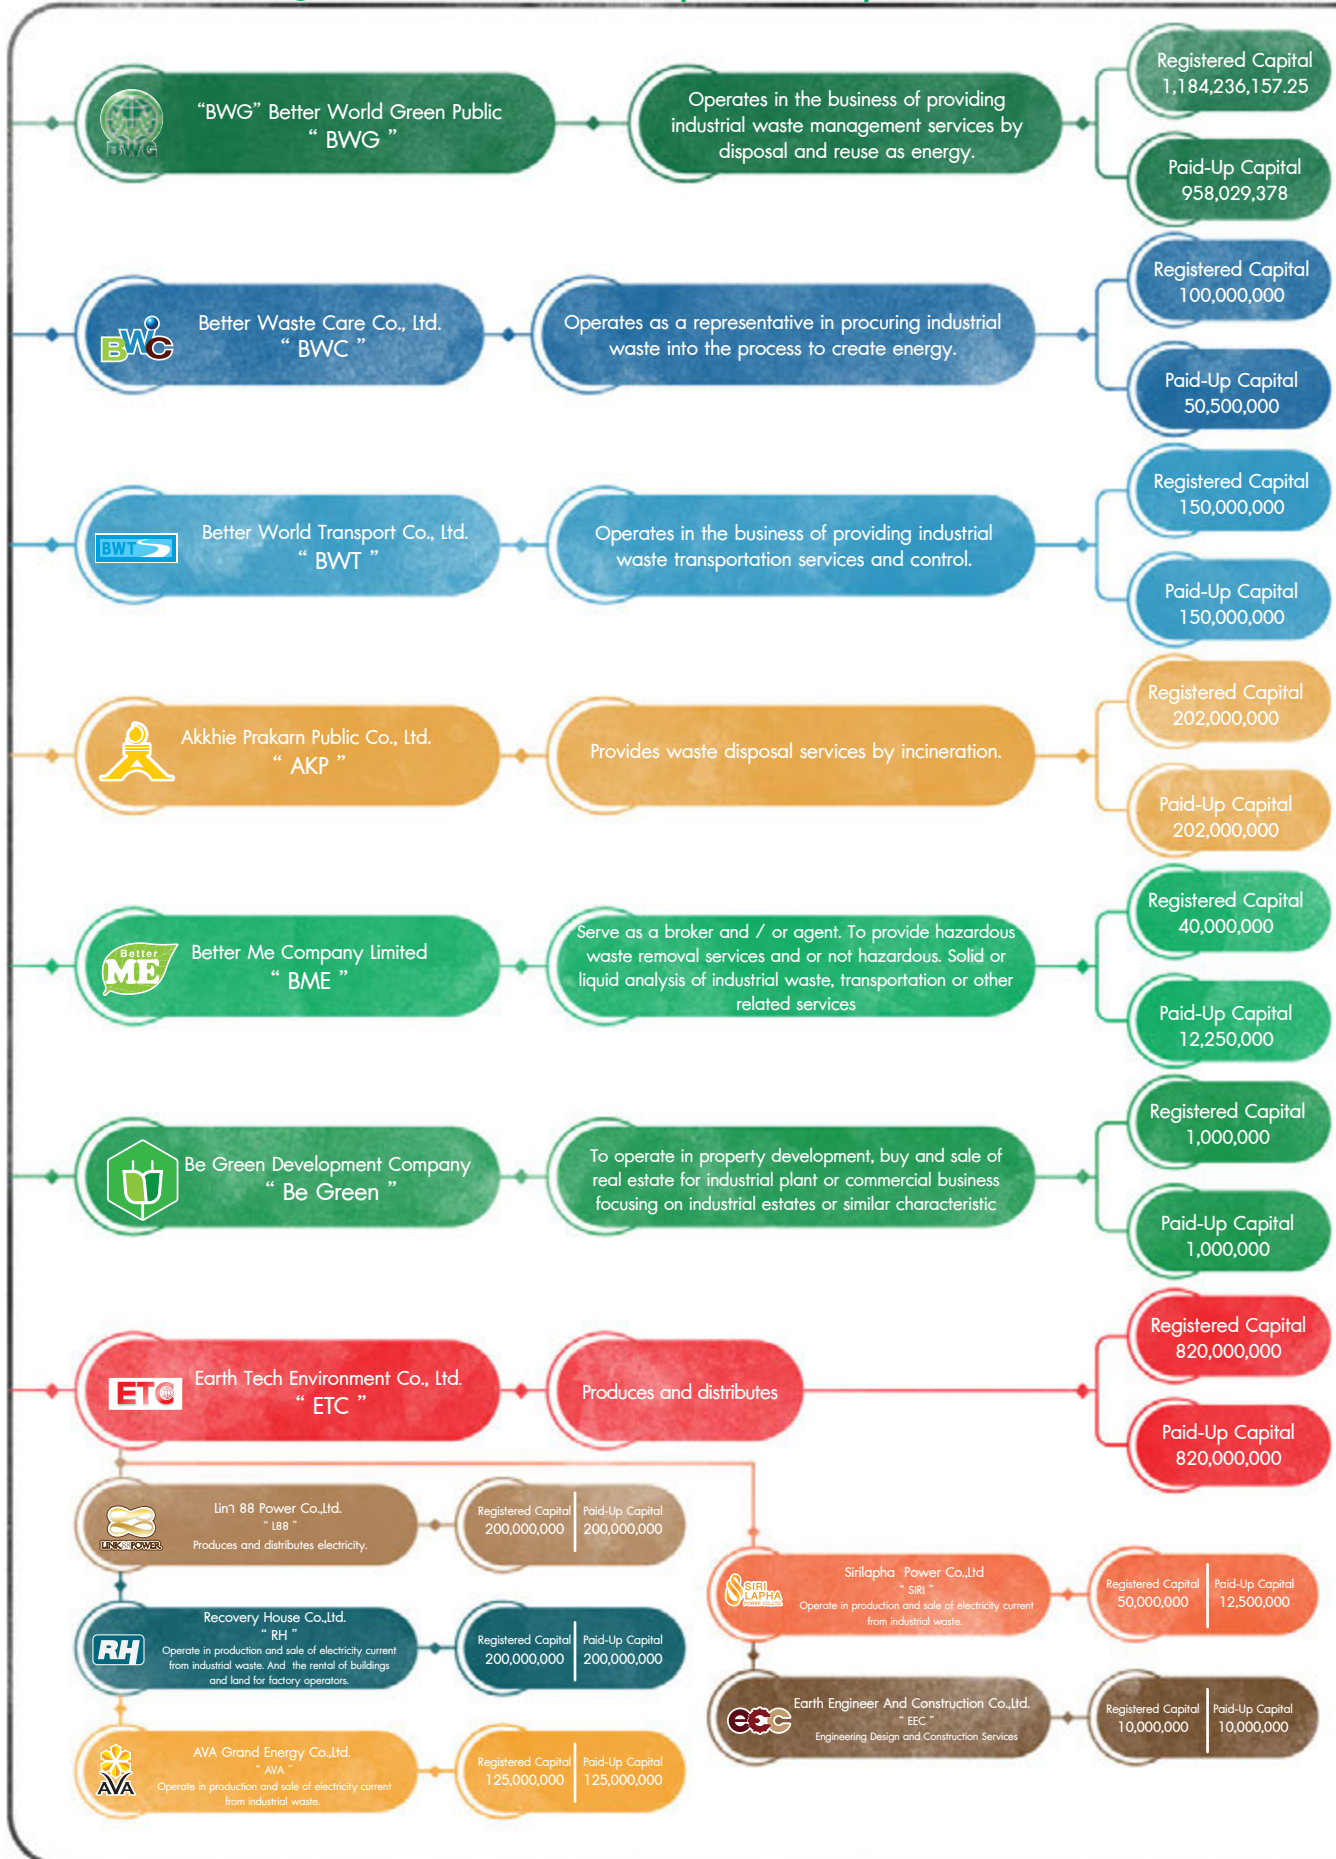 “BWG” Better World Green Public
“ BWG ”
BWG
Operates in the business of providing
industrial waste management services by
disposal and reuse as energy.
Registered Capital
1,184,236,157.25
Paid-Up Capital
958,029,378
BWC
Better Waste Care Co., Ltd.
“ BWC ”
Operates as a representative in procuring industrial
waste into the process to create energy.
Registered Capital
100,000,000
Paid-Up Capital
50,500,000
BWT
Better World Transport Co., Ltd.
“ BWT ”
Operates in the business of providing industrial
waste transportation services and control.
Registered Capital
150,000,000
Paid-Up Capital
150,000,000
Akkhie Prakarn Public Co., Ltd.
“ AKP ”
Provides waste disposal services by incineration.
Registered Capital
202,000,000
Paid-Up Capital
202,000,000
Better
ME
Better Me Company Limited
“ BME ”
Serve as a broker and / or agent. To provide hazardous
waste removal services and or not hazardous. Solid or
liquid analysis of industrial waste, transportation or other
related services
Registered Capital
40,000,000
Paid-Up Capital
12,250,000
Be Green Development Company
“ Be Green ”
To operate in property development, buy and sale of
real estate for industrial plant or commercial business
focusing on industrial estates or similar characteristic
Registered Capital
1,000,000
Paid-Up Capital
1,000,000
ETC
Earth Tech Environment Co., Ltd.
“ ETC ”
Produces and distributes
Registered Capital
820,000,000
Paid-Up Capital
820,000,000
LINK88POWER
Linา 88 Power Co.,Ltd.
“ L88 ”
Produces and distributes electricity.
Registered Capital
200,000,000
Paid-Up Capital
200,000,000
RH
Recovery House Co.,Ltd.
“ RH ”
Operate in production and sale of electricity current
from industrial waste. And the rental of buildings
and land for factory operators.
Registered Capital
200,000,000
Paid-Up Capital
200,000,000
AVA
AVA Grand Energy Co.,Ltd.
“ AVA ”
Operate in production and sale of electricity current
from industrial waste.
Registered Capital
125,000,000
Paid-Up Capital
125,000,000
SIRI
LAPHA
Sirilapha Power Co.,Ltd
“ SIRI ”
Operate in production and sale of electricity current
from industrial waste.
Registered Capital
50,000,000
Paid-Up Capital
12,500,000
eec
Earth Engineer And Construction Co.,Ltd.
“ EEC ”
Engineering Design and Construction Services
Registered Capital
10,000,000
Paid-Up Capital
10,000,000